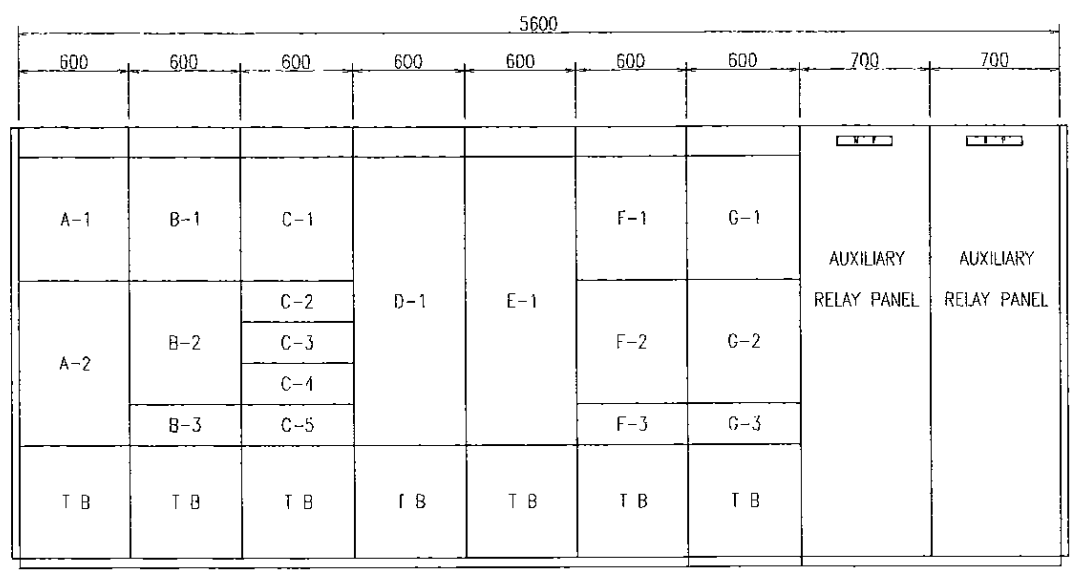 5600
600 600 600 600 600 600 600 700 700
N P N P
A-1 B-1 C-1 F-1 G-1
AUXILIARY AUXILIARY
C-2 D-1 E-1 RELAY PANEL RELAY PANEL
B-2 C-3 F-2 G-2
A-2
C-4
B-3 C-5 F-3 G-3
T B T B T B T B T B T B T B